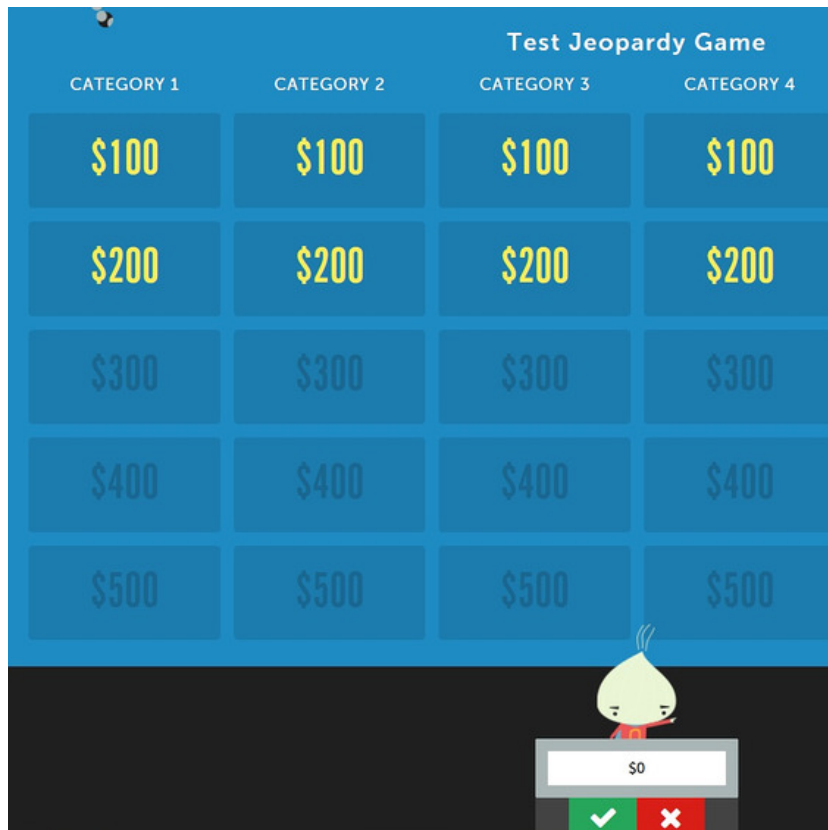 Test Jeopardy Game
CATEGORY 1 CATEGORY 2 CATEGORY 3 CATEGORY 4
$100 $100 $100 $100
$200 $200 $200 $200
$300 $300 $300 $300
$400 $400 $400 $400
$500 $500 $500 $500
$0